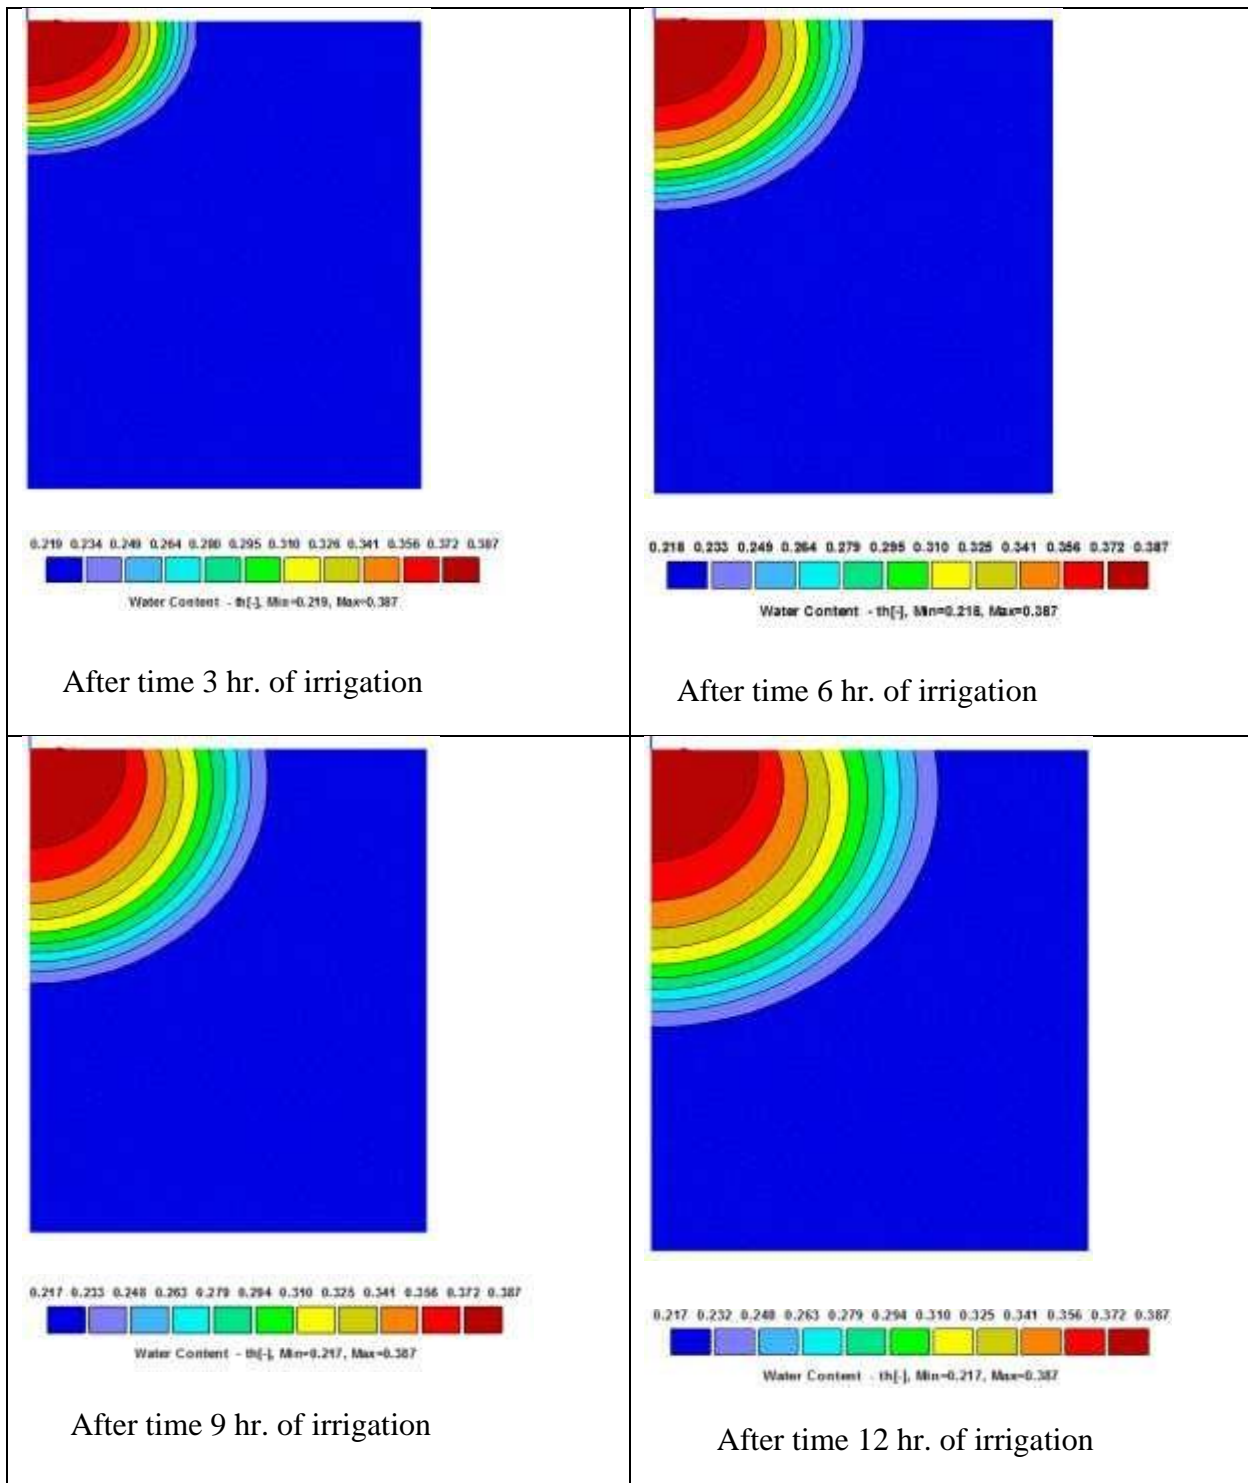 0.219 0.234 0.249 0.264 0.280 0.295 0.310 0.326 0.341 0.356 0.372 0.387
Water Content - th[-], Min=0.219, Max=0.387
After time 3 hr. of irrigation
0.218 0.233 0.249 0.264 0.279 0.295 0.310 0.325 0.341 0.356 0.372 0.387
Water Content - th[-], Min=0.218, Max=0.387
After time 6 hr. of irrigation
0.217 0.233 0.248 0.263 0.279 0.294 0.310 0.325 0.341 0.356 0.372 0.387
Water Content - th[-], Min=0.217, Max=0.387
After time 9 hr. of irrigation
0.217 0.232 0.248 0.263 0.279 0.294 0.310 0.325 0.341 0.356 0.372 0.387
Water Content - th[-], Min=0.217, Max=0.387
After time 12 hr. of irrigation